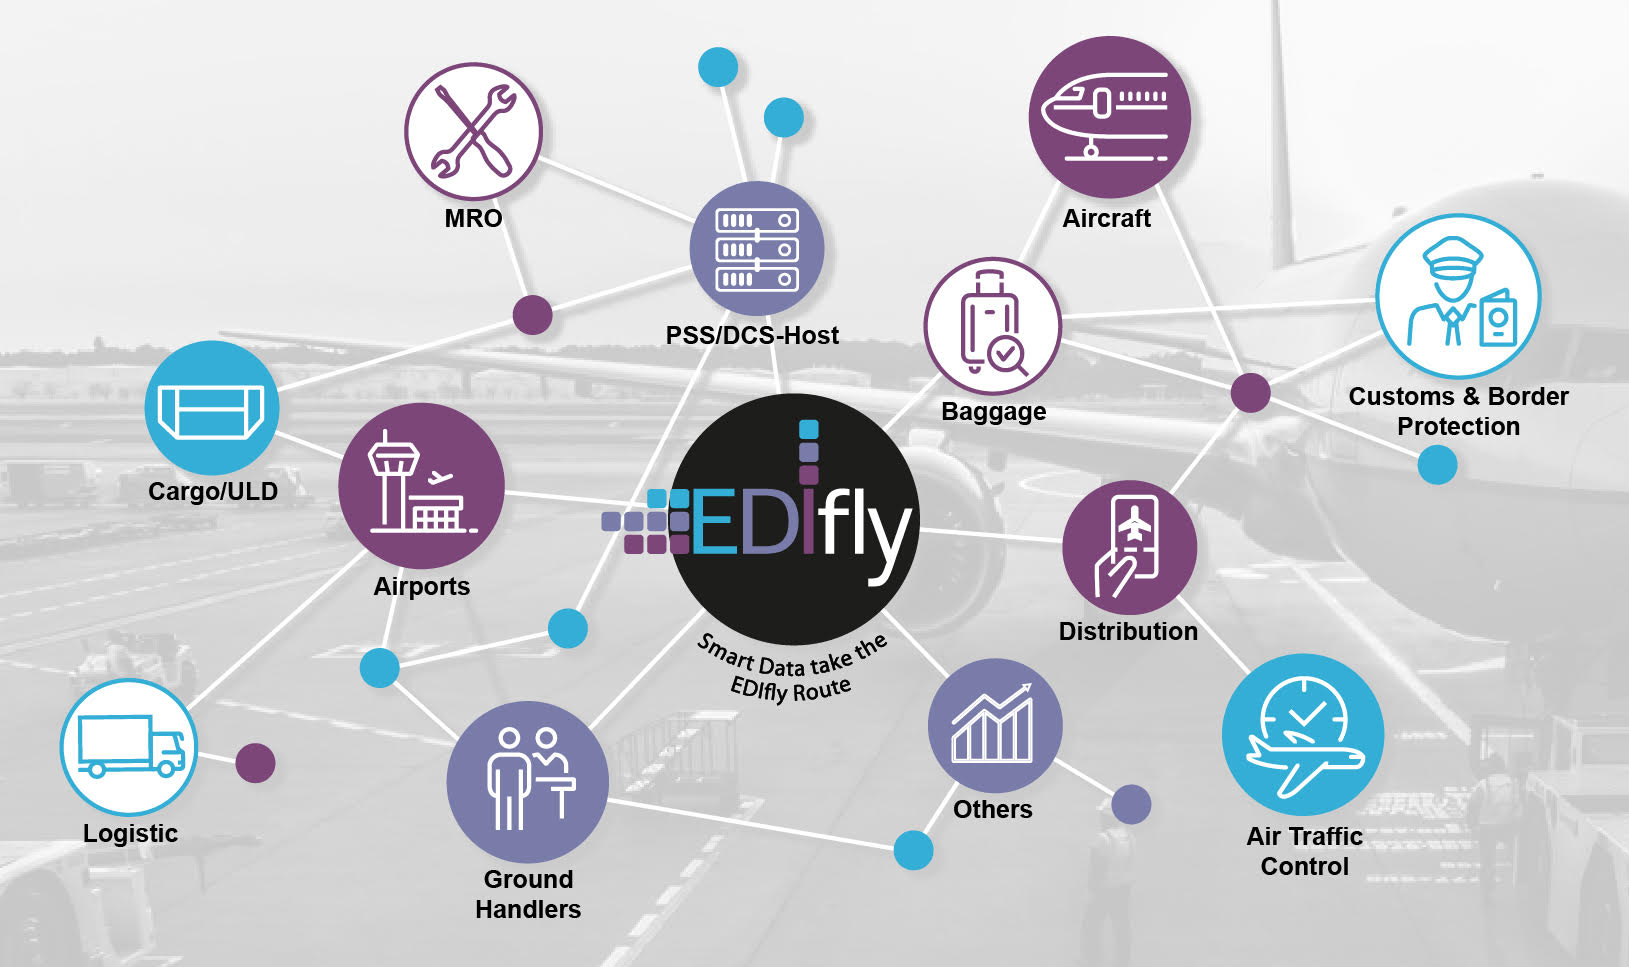 MRO
Aircraft
PSS/DCS-Host
Baggage
Customs & Border
Protection
Cargo/ULD
Airports
EDIfly
Smart Data take the
EDIfly Route
Distribution
Logistic
Ground
Handlers
Others
Air Traffic
Control